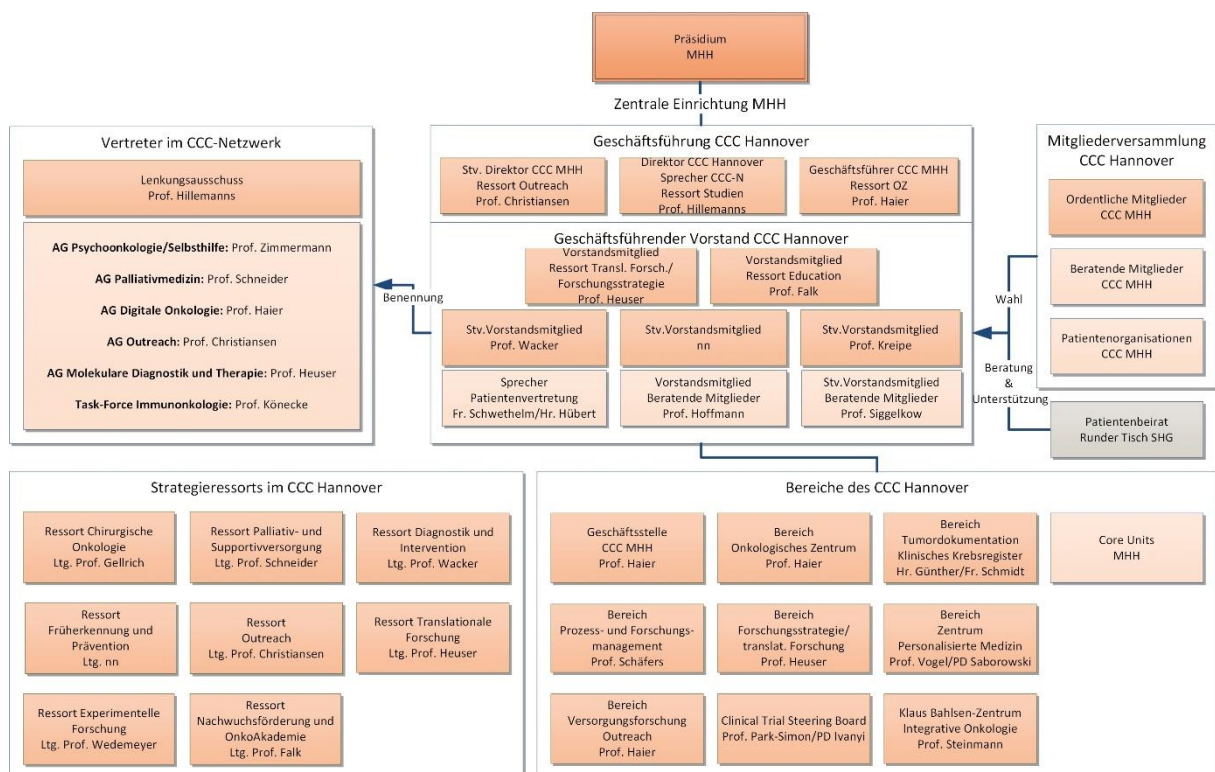 Präsidium
MHH
Zentrale Einrichtung MHH
Vertreter im CCC-Netzwerk
Lenkungsausschuss
Prof. Hillemanns
AG Psychoonkologie/Selbsthilfe: Prof. Zimmermann
AG Palliativmedizin: Prof. Schneider
AG Digitale Onkologie: Prof. Haier
AG Outreach: Prof. Christiansen
AG Molekulare Diagnostik und Therapie: Prof. Heuser
Task-Force Immunonkologie: Prof. Könecke
Benennung
Geschäftsführung CCC Hannover
Stv. Direktor CCC MHH
Ressort Outreach
Prof. Christiansen
Direktor CCC Hannover
Sprecher CCC-N
Ressort Studien
Prof. Hillemanns
Geschäftsführer CCC MHH
Ressort OZ
Prof. Haier
Geschäftsführender Vorstand CCC Hannover
Vorstandsmitglied
Ressort Transl. Forsch./
Forschungsstrategie
Prof. Heuser
Vorstandsmitglied
Ressort Education
Prof. Falk
Stv.Vorstandsmitglied
Prof. Wacker
Stv.Vorstandsmitglied
nn
Stv.Vorstandsmitglied
Prof. Kreipe
Sprecher
Patientenvertretung
Fr. Schwethelm/Hr. Hübert
Vorstandsmitglied
Beratende Mitglieder
Prof. Hoffmann
Stv.Vorstandsmitglied
Beratende Mitglieder
Prof. Siggelkow
Wahl
Beratung
&
Unterstützung
Mitgliederversammlung
CCC Hannover
Ordentliche Mitglieder
CCC MHH
Beratende Mitglieder
CCC MHH
Patientenorganisationen
CCC MHH
Patientenbeirat
Runder Tisch SHG
Strategieressorts im CCC Hannover
Ressort Chirurgische
Onkologie
Ltg. Prof. Gellrich
Ressort Palliativ- und
Supportivversorgung
Ltg. Prof. Schneider
Ressort Diagnostik und
Intervention
Ltg. Prof. Wacker
Ressort
Früherkennung und
Prävention
Ltg. nn
Ressort
Outreach
Ltg. Prof. Christiansen
Ressort Translationale
Forschung
Ltg. Prof. Heuser
Ressort Experimentelle
Forschung
Ltg. Prof. Wedemeyer
Ressort
Nachwuchsförderung und
OnkoAkademie
Ltg. Prof. Falk
Bereiche des CCC Hannover
Geschäftsstelle
CCC MHH
Prof. Haier
Bereich
Onkologisches Zentrum
Prof. Haier
Bereich
Tumordokumentation
Klinisches Krebsregister
Hr. Günther/Fr. Schmidt
Core Units
MHH
Bereich
Prozess- und Forschungs-
management
Prof. Schäfers
Bereich
Forschungsstrategie/
translat. Forschung
Prof. Heuser
Bereich
Zentrum
Personalisierte Medizin
Prof. Vogel/PD Saborowski
Bereich
Versorgungsforschung
Outreach
Prof. Haier
Clinical Trial Steering Board
Prof. Park-Simon/PD Ivanyi
Klaus Bahlsen-Zentrum
Integrative Onkologie
Prof. Steinmann